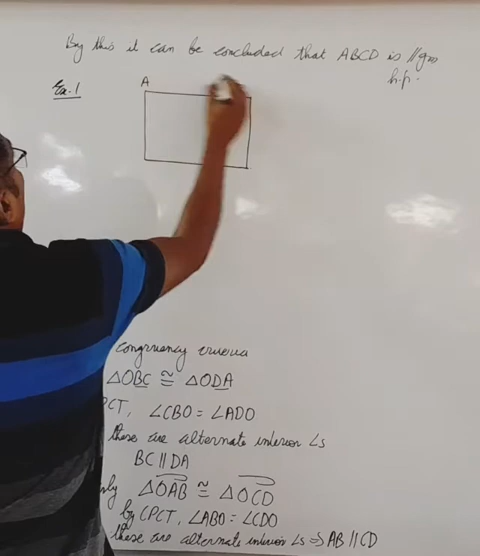 By this it can be concluded that ABCD is //gm
h.p.
Ex.1
A
congruency criteria
△OBC ≅ △ODA
PCT, ∠CBO = ∠ADO
these are alternate interior ∠s
BC || DA
ly △OAB ≅ △OCD
by CPCT, ∠ABO = ∠CDO
these are alternate interior ∠s ⇒ AB || CD